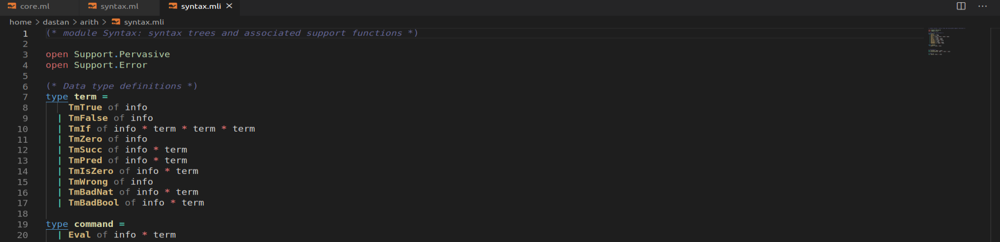 core.ml syntax.ml syntax.mli ×
home > dastan > arith > syntax.mli
1 (* module Syntax: syntax trees and associated support functions *)
2
3 open Support.Pervasive
4 open Support.Error
5
6 (* Data type definitions *)
7 type term =
8     TmTrue of info
9   | TmFalse of info
10   | TmIf of info * term * term * term
11   | TmZero of info
12   | TmSucc of info * term
13   | TmPred of info * term
14   | TmIsZero of info * term
15   | TmWrong of info
16   | TmBadNat of info * term
17   | TmBadBool of info * term
18
19 type command =
20   | Eval of info * term